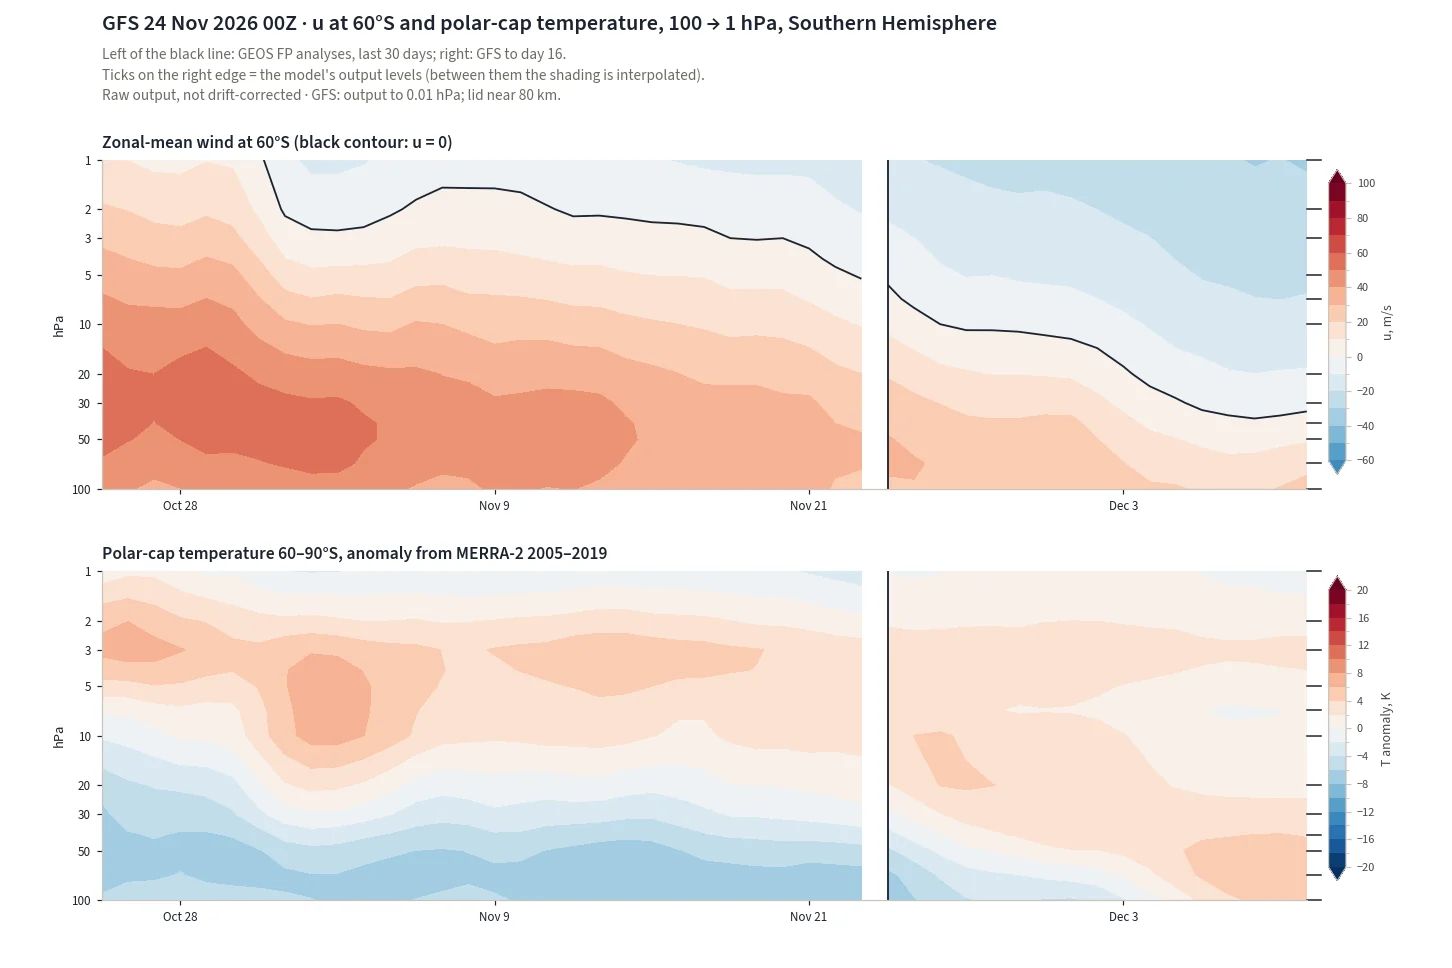 GFS 24 Nov 2026 00Z · u at 60°S and polar-cap temperature, 100 → 1 hPa, Southern Hemisphere
Left of the black line: GEOS FP analyses, last 30 days; right: GFS to day 16.
Ticks on the right edge = the model's output levels (between them the shading is interpolated).
Raw output, not drift-corrected · GFS: output to 0.01 hPa; lid near 80 km.
Zonal-mean wind at 60°S (black contour: u = 0)
1
2
3
5
10
20
30
50
100
hPa
Oct 28
Nov 9
Nov 21
Dec 3
100
80
60
40
20
0
−20
−40
−60
u, m/s
Polar-cap temperature 60–90°S, anomaly from MERRA-2 2005–2019
1
2
3
5
10
20
30
50
100
hPa
Oct 28
Nov 9
Nov 21
Dec 3
20
16
12
8
4
0
−4
−8
−12
−16
−20
T anomaly, K